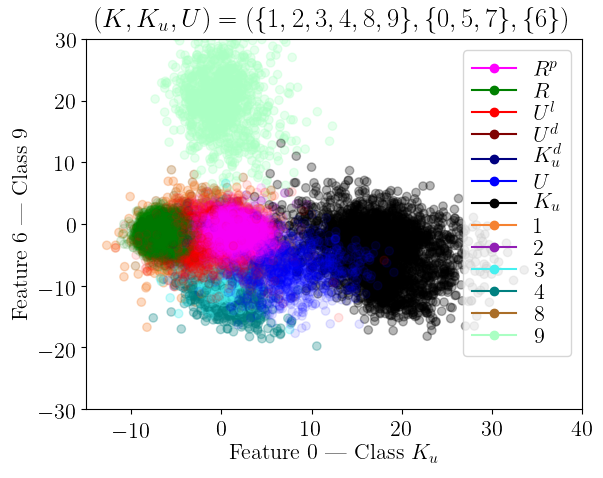 (K, K_u, U) = ({1, 2, 3, 4, 8, 9}, {0, 5, 7}, {6})
30
20
10
0
−10
−20
−30
Feature 6 — Class 9
−10 0 10 20 30 40
Feature 0 — Class K_u
R^p
R
U^l
U^d
K_u^d
U
K_u
1
2
3
4
8
9